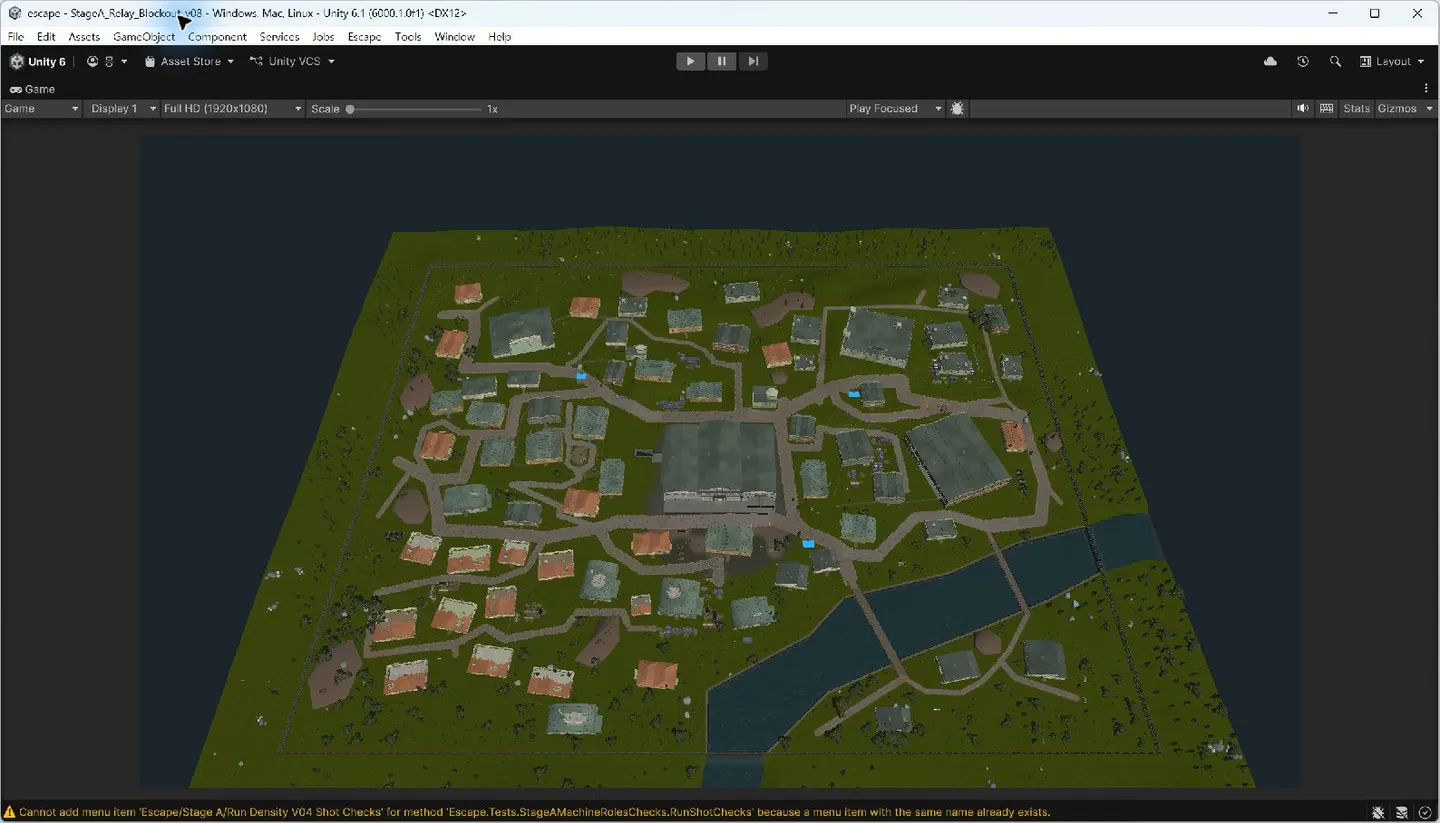 escape - StageA_Relay_Blockout_v08 - Windows, Mac, Linux - Unity 6.1 (6000.1.0f1) <DX12>
File Edit Assets GameObject Component Services Jobs Escape Tools Window Help
Unity 6 Asset Store Unity VCS Layout
Game
Game Display 1 Full HD (1920x1080) Scale 1x Play Focused Stats Gizmos
Cannot add menu item 'Escape/Stage A/Run Density V04 Shot Checks' for method 'Escape.Tests.StageAMachineRolesChecks.RunShotChecks' because a menu item with the same name already exists.